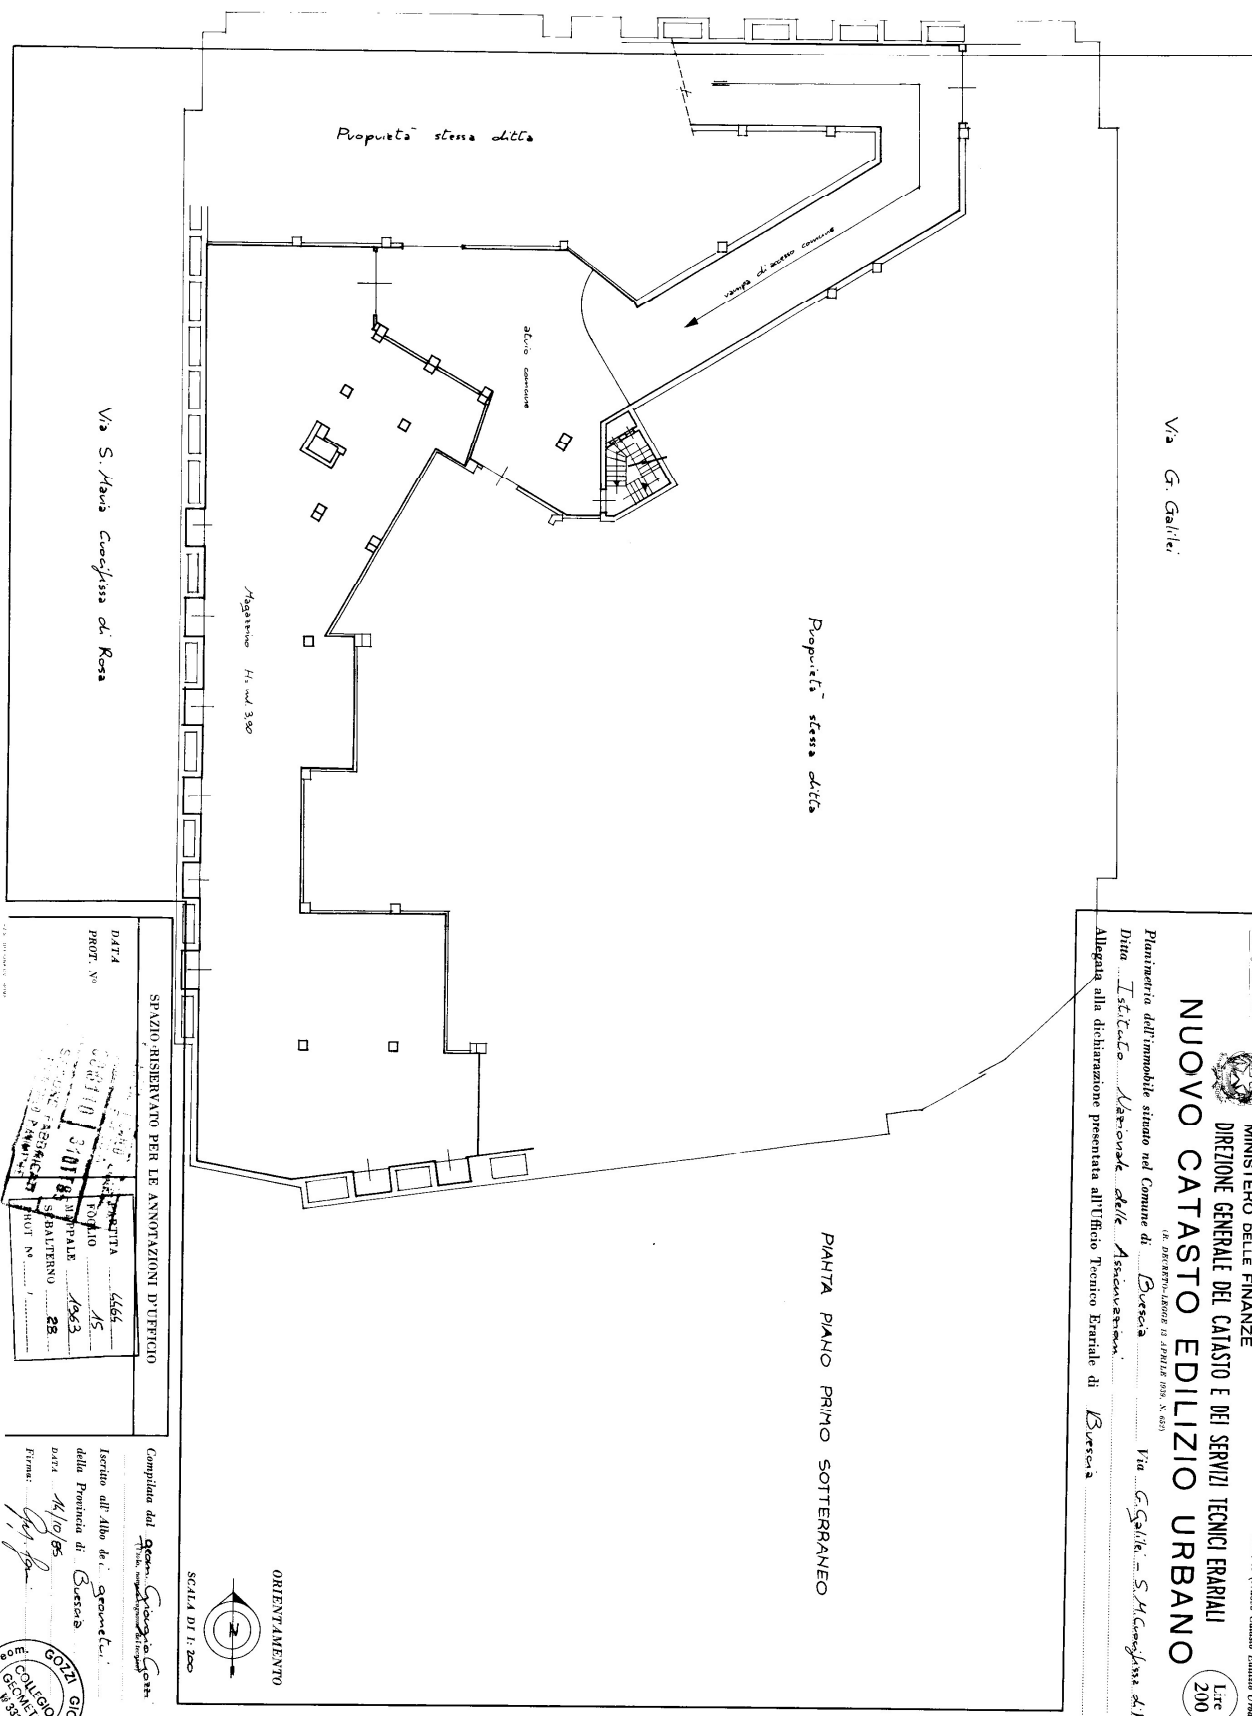 MINISTERO DELLE FINANZE
DIREZIONE GENERALE DEL CATASTO E DEI SERVIZI TECNICI ERARIALI
NUOVO CATASTO EDILIZIO URBANO
(R. DECRETO-LEGGE 13 APRILE 1939, N. 652)
Lire
200
Planimetria dell'immobile situato nel Comune di Brescia Via G. Galilei - S. M. Crocifissa di
Ditta Istituto Nazionale delle Assicurazioni
Allegata alla dichiarazione presentata all'Ufficio Tecnico Erariale di Brescia
Via G. Galilei
Proprietà stessa ditta
rampa di accesso comune
atrio comune
Proprietà stessa ditta
Magazzino H= ml. 3,90
Via S. Maria Crocifissa di Rosa
PIANTA PIANO PRIMO SOTTERRANEO
ORIENTAMENTO
N
SCALA DI 1: 200
SPAZIO RISERVATO PER LE ANNOTAZIONI D'UFFICIO
DATA
PROT. N°
31 OTT 85
PARTITA
FOGLIO 15
MAPPALE 1963
SUBALTERNO 28
PROT N°
Compilata dal geom. Giorgio Gozzi
Iscritto all'Albo dei geometri
della Provincia di Brescia
DATA 14/10/85
Firma:
GOZZI
COLLEGIO